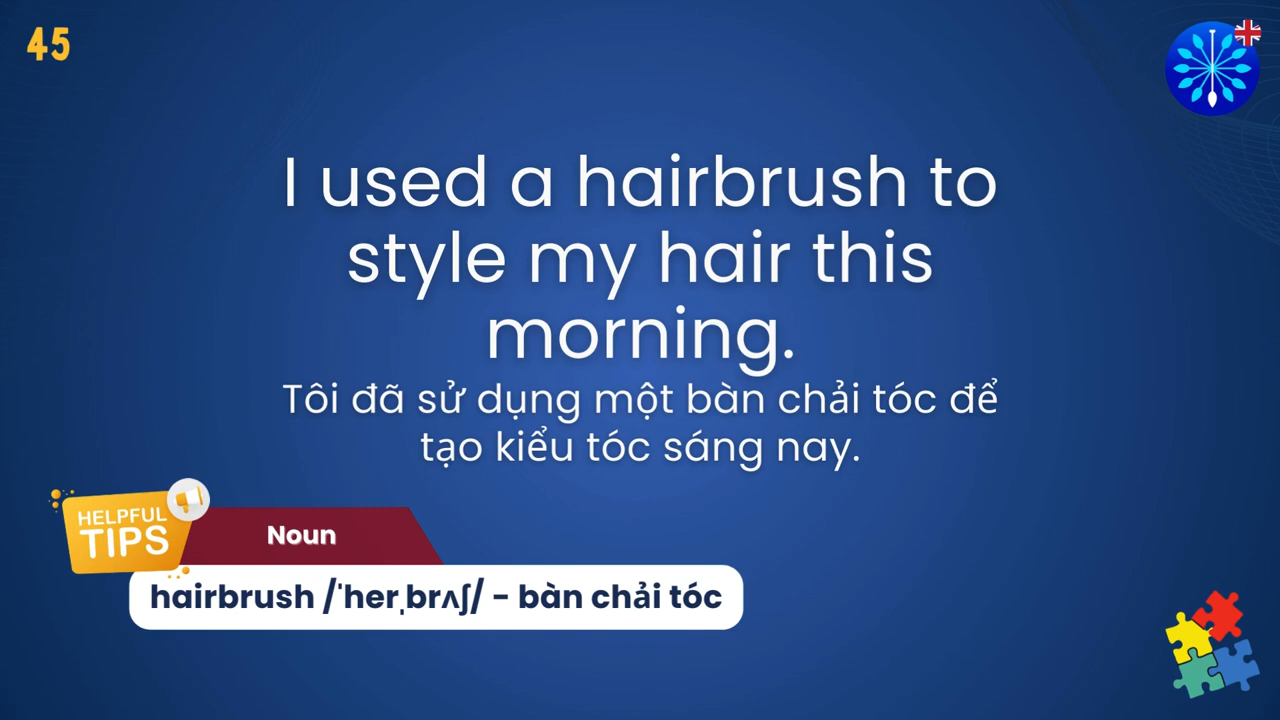 45
I used a hairbrush to
style my hair this
morning.
Tôi đã sử dụng một bàn chải tóc để
tạo kiểu tóc sáng nay.
HELPFUL
TIPS
Noun
hairbrush /ˈherˌbrʌʃ/ - bàn chải tóc